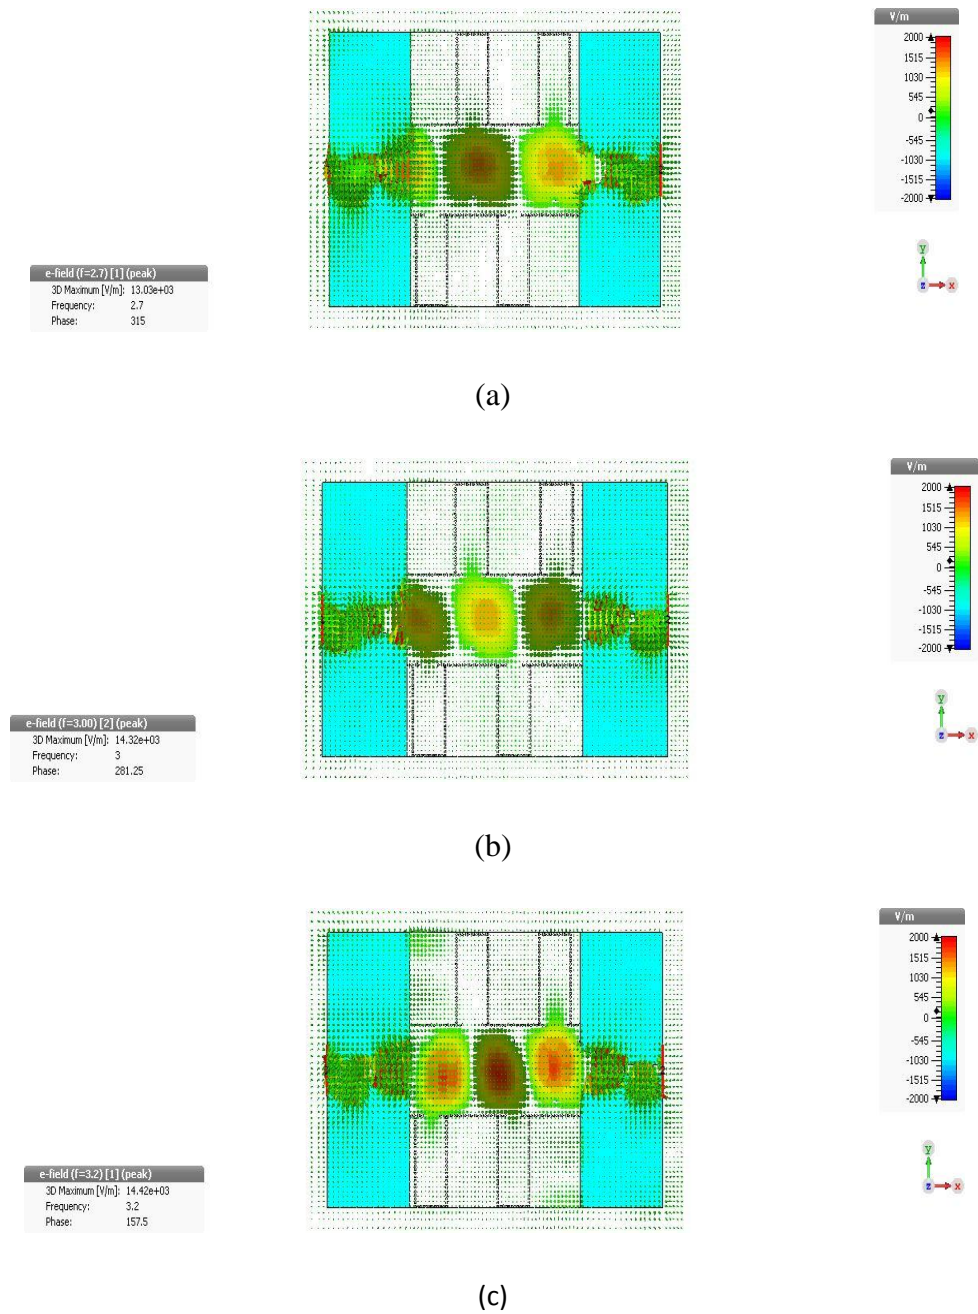 V/m
2000
1515
1030
545
0
-545
-1030
-1515
-2000
y
z x
e-field (f=2.7) [1] (peak)
3D Maximum [V/m]: 13.03e+03
Frequency: 2.7
Phase: 315
(a)
V/m
2000
1515
1030
545
0
-545
-1030
-1515
-2000
y
z x
e-field (f=3.00) [2] (peak)
3D Maximum [V/m]: 14.32e+03
Frequency: 3
Phase: 281.25
(b)
V/m
2000
1515
1030
545
0
-545
-1030
-1515
-2000
y
z x
e-field (f=3.2) [1] (peak)
3D Maximum [V/m]: 14.42e+03
Frequency: 3.2
Phase: 157.5
(c)